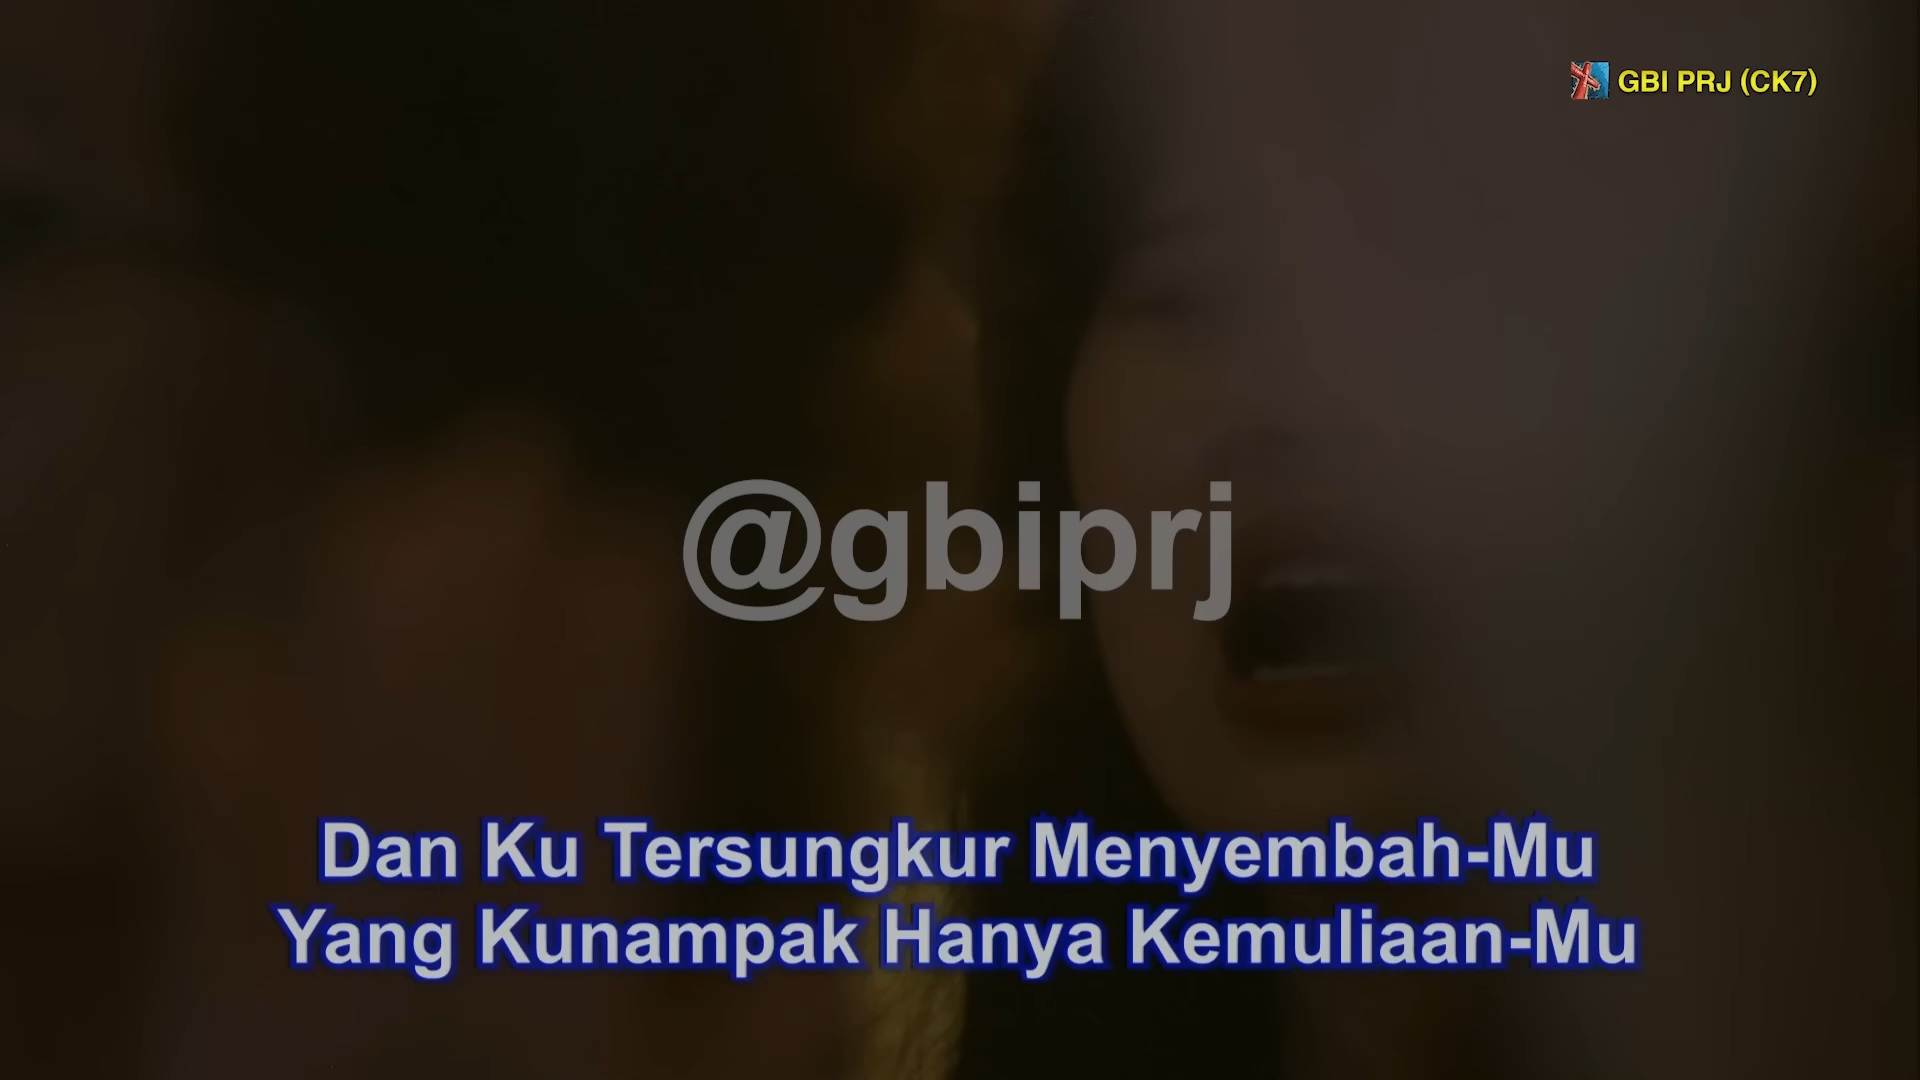 GBI PRJ (CK7)
@gbiprj
Dan Ku Tersungkur Menyembah-Mu
Yang Kunampak Hanya Kemuliaan-Mu